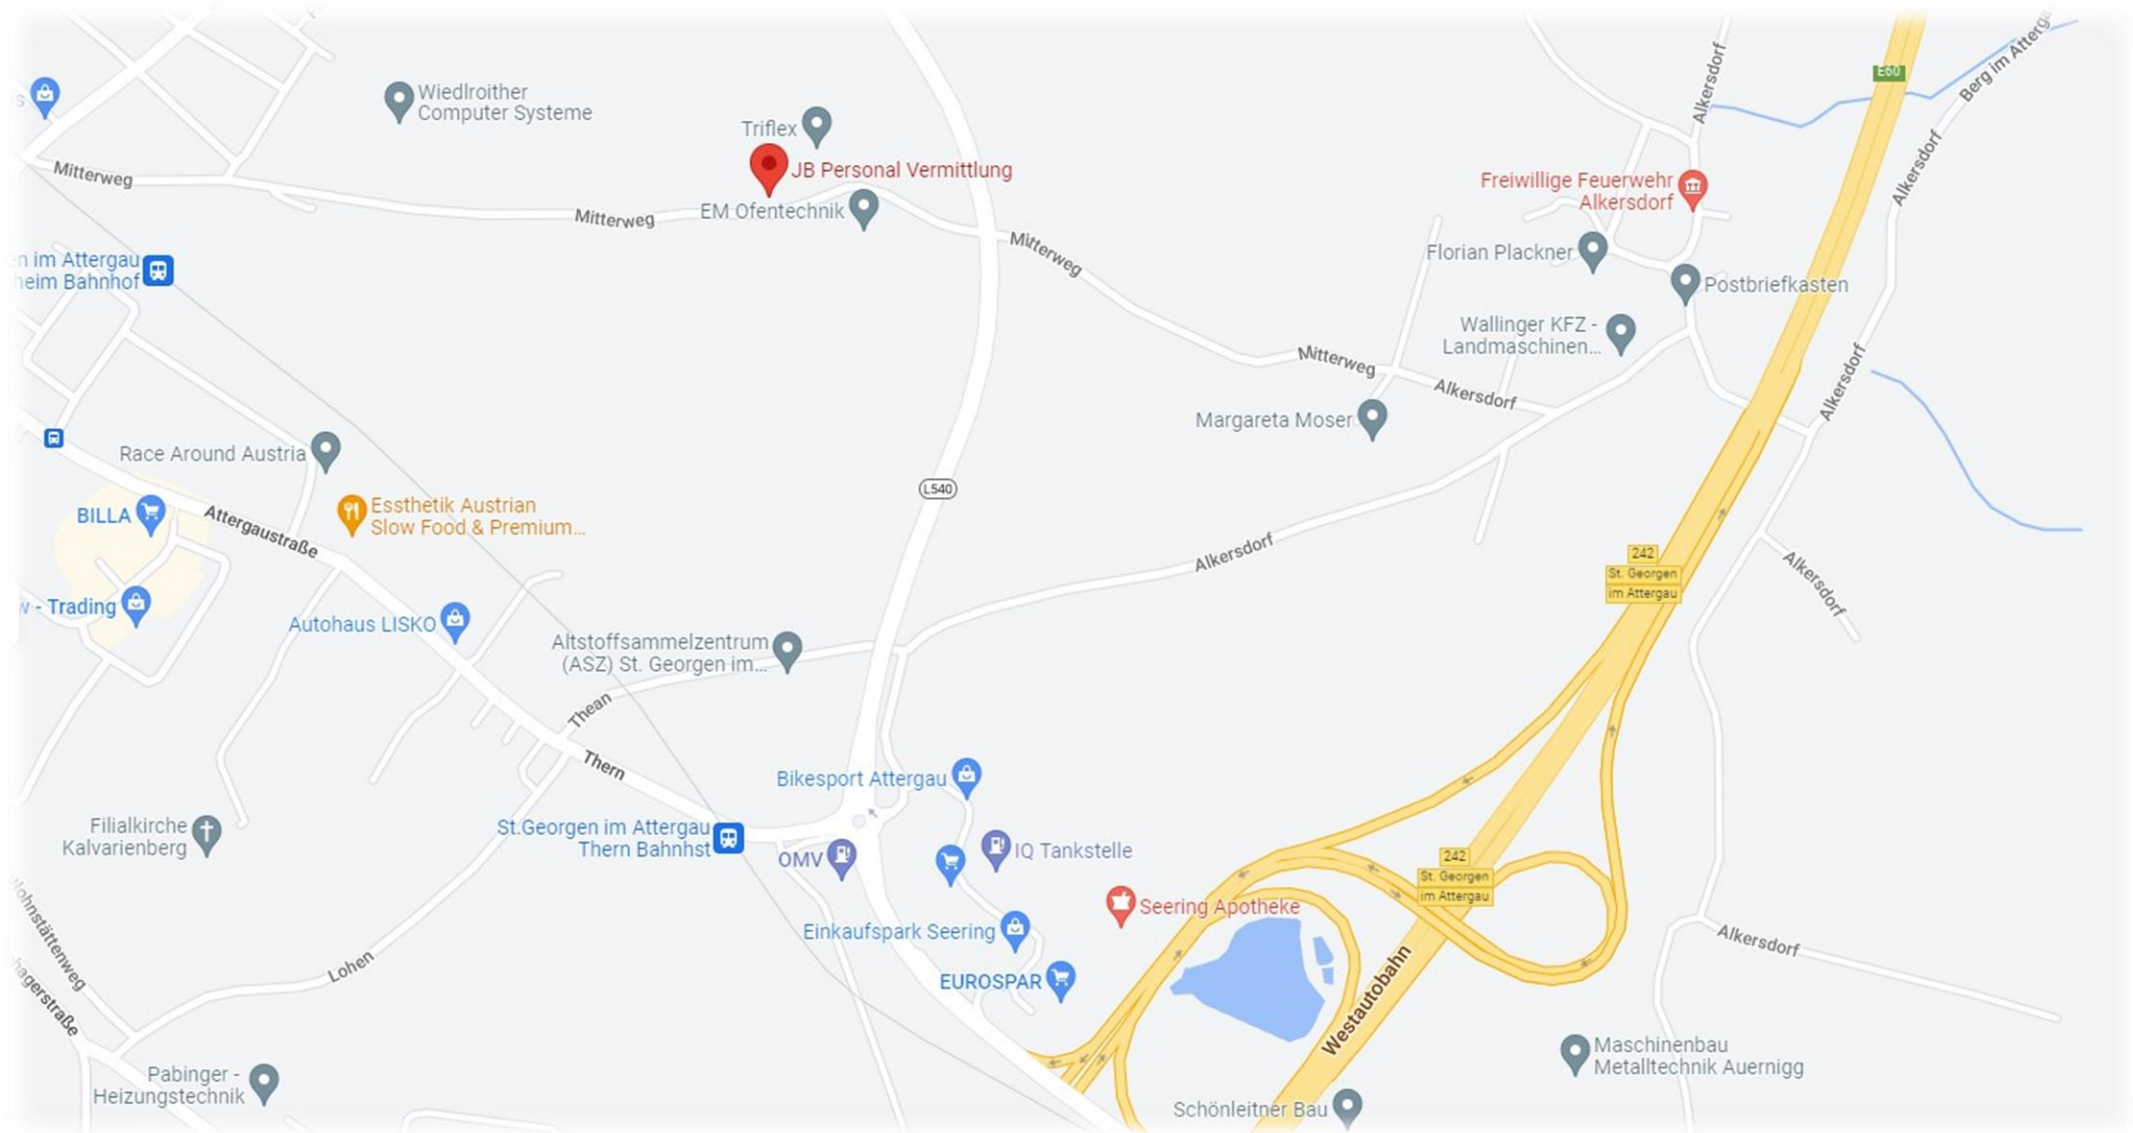 E60
Berg im Atterga
Alkersdorf
Wiedlroither
Computer Systeme
s
Triflex
JB Personal Vermittlung
Mitterweg
Freiwillige Feuerwehr
Alkersdorf
Alkersdorf
Mitterweg
EM Ofentechnik
Mitterweg
Florian Plackner
en im Attergau
heim Bahnhof
Postbriefkasten
Wallinger KFZ -
Landmaschinen...
Mitterweg
Alkersdorf
Alkersdorf
Margareta Moser
Race Around Austria
L540
Essthetik Austrian
Slow Food & Premium...
BILLA
Attergaustraße
Alkersdorf
242
St. Georgen
im Attergau
Alkersdorf
w - Trading
Autohaus LISKO
Altstoffsammelzentrum
(ASZ) St. Georgen im...
Thean
Thern
Bikesport Attergau
Filialkirche
Kalvarienberg
St.Georgen im Attergau
Thern Bahnhst
OMV
IQ Tankstelle
242
St. Georgen
im Attergau
Seering Apotheke
Einkaufspark Seering
Wohnstättenweg
Alkersdorf
Lohen
EUROSPAR
hagerstraße
Westautobahn
Maschinenbau
Metalltechnik Auernigg
Pabinger -
Heizungstechnik
Schönleitner Bau